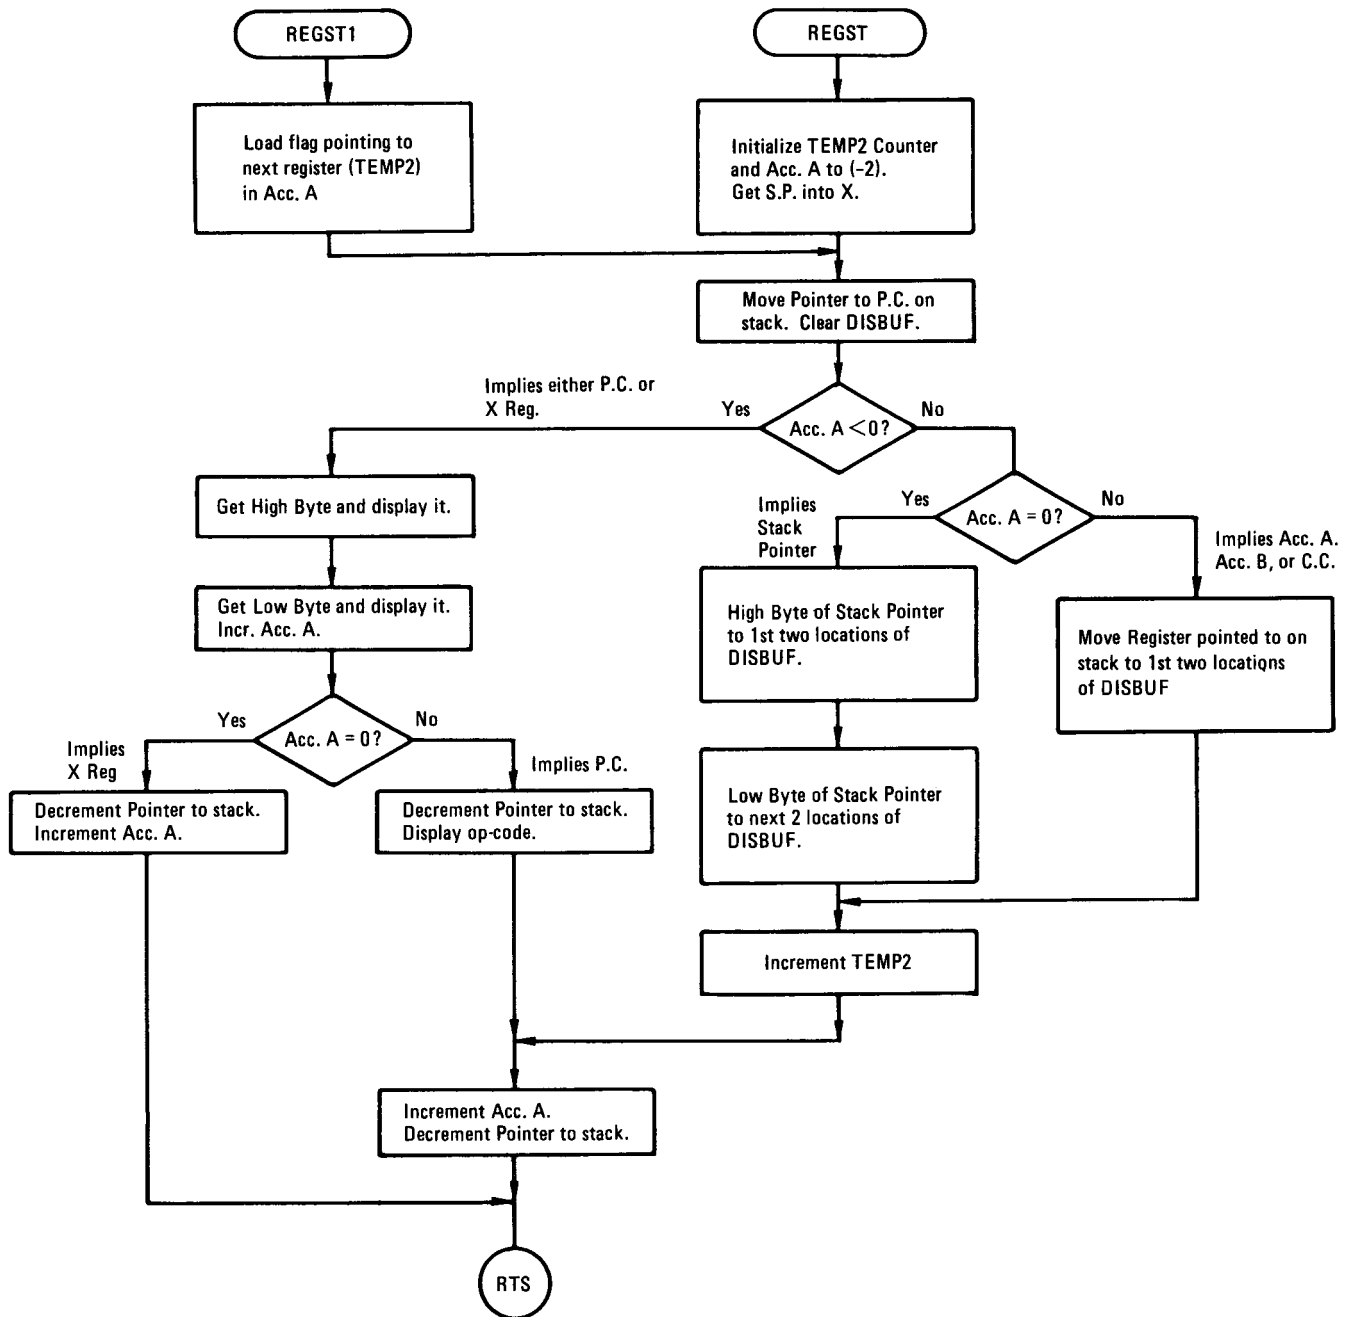 REGST1
REGST
Load flag pointing to
next register (TEMP2)
in Acc. A
Initialize TEMP2 Counter
and Acc. A to (-2).
Get S.P. into X.
Move Pointer to P.C. on
stack. Clear DISBUF.
Implies either P.C. or
X Reg.
Yes
Acc. A <0?
No
Get High Byte and display it.
Implies
Stack
Pointer
Yes
Acc. A = 0?
No
Implies Acc. A.
Acc. B, or C.C.
Get Low Byte and display it.
Incr. Acc. A.
High Byte of Stack Pointer
to 1st two locations of
DISBUF.
Move Register pointed to on
stack to 1st two locations
of DISBUF
Yes
Acc. A = 0?
No
Implies
X Reg
Implies P.C.
Decrement Pointer to stack.
Increment Acc. A.
Decrement Pointer to stack.
Display op-code.
Low Byte of Stack Pointer
to next 2 locations of
DISBUF.
Increment TEMP2
Increment Acc. A.
Decrement Pointer to stack.
RTS